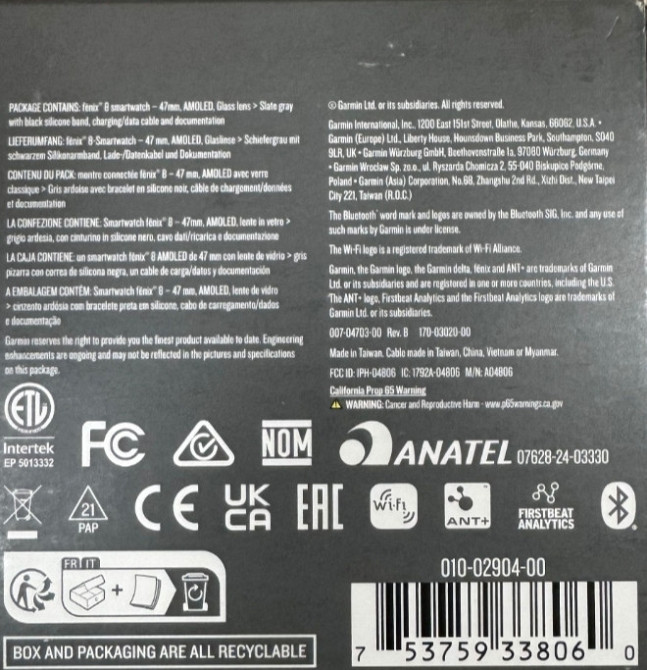 PACKAGE CONTAINS: fēnix® 8 smartwatch – 47mm, AMOLED, Glass lens > Slate gray
with black silicone band, charging/data cable and documentation
LIEFERUMFANG: fēnix® 8-Smartwatch – 47 mm, AMOLED, Glaslinse > Schiefergrau mit
schwarzem Silikonarmband, Lade-/Datenkabel und Dokumentation
CONTENU DU PACK: montre connectée fēnix® 8 – 47 mm, AMOLED avec verre
classique > Gris ardoise avec bracelet en silicone noir, câble de chargement/données
et documentation
LA CONFEZIONE CONTIENE: Smartwatch fēnix® 8 – 47mm, AMOLED, lente in vetro >
grigio ardesia, con cinturino in silicone nero, cavo dati/ricarica e documentazione
LA CAJA CONTIENE: un smartwatch fēnix® 8 AMOLED de 47 mm con lente de vidrio > gris
pizarra con correa de silicona negra, un cable de carga/datos y documentación
A EMBALAGEM CONTÉM: Smartwatch fēnix® 8 – 47 mm, AMOLED, lente de vidro
> cinzento ardósia com bracelete preta em silicone, cabo de carregamento/dados
e documentação
Garmin reserves the right to provide you the finest product available to date. Engineering
enhancements are ongoing and may not be reflected in the pictures and specifications
on this package.
© Garmin Ltd. or its subsidiaries. All rights reserved.
Garmin International, Inc., 1200 East 151st Street, Olathe, Kansas, 66062, U.S.A. •
Garmin (Europe) Ltd., Liberty House, Hounsdown Business Park, Southampton, SO40
9LR, UK • Garmin Würzburg GmbH, Beethovenstraße 1a, 97080 Würzburg, Germany
• Garmin Wroclaw Sp. zo.o., ul. Ryszarda Chomicza 2, 55-040 Biskupice Podgórne,
Poland • Garmin (Asia) Corporation, No.68, Zhangshu 2nd Rd., Xizhi Dist., New Taipei
City 221, Taiwan (R.O.C.)
The Bluetooth® word mark and logos are owned by the Bluetooth SIG, Inc. and any use of
such marks by Garmin is under license.
The Wi-Fi logo is a registered trademark of Wi-Fi Alliance.
Garmin, the Garmin logo, the Garmin delta, fēnix and ANT+ are trademarks of Garmin
Ltd. or its subsidiaries and are registered in one or more countries, including the U.S.
The ANT+ logo, Firstbeat Analytics and the Firstbeat Analytics logo are trademarks of
Garmin Ltd. or its subsidiaries.
007-04703-00 Rev. B 170-03020-00
Made in Taiwan. Cable made in Taiwan, China, Vietnam or Myanmar.
FCC ID: IPH-04806 IC: 1792A-04806 M/N: A04806
California Prop 65 Warning
WARNING: Cancer and Reproductive Harm - www.p65warnings.ca.gov
ETL
Intertek
EP 5013332
FC
NOM
ANATEL 07628-24-03330
21
PAP
CE
UK
CA
EAC
Wi-Fi
ANT+
FIRSTBEAT
ANALYTICS
FR IT
010-02904-00
BOX AND PACKAGING ARE ALL RECYCLABLE
7 53759 33806 0